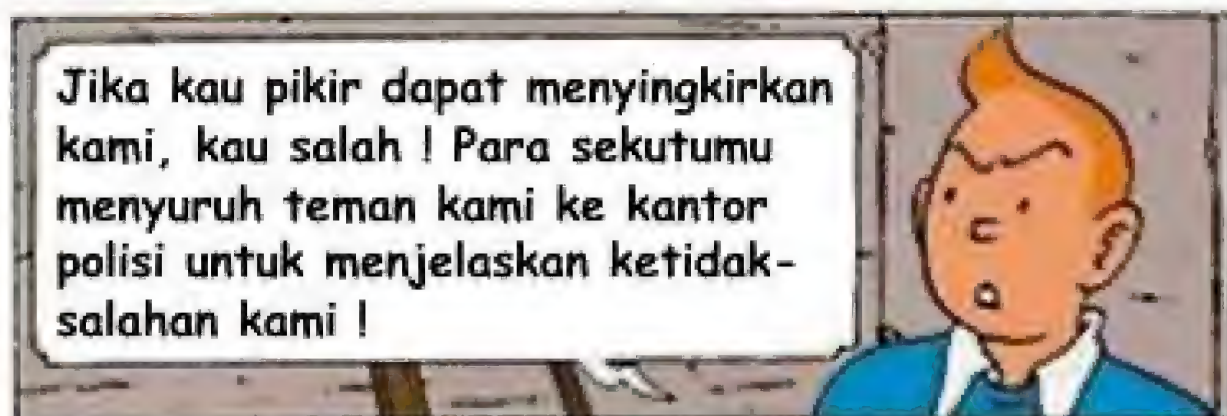 Jika kau pikir dapat menyingkirkan
kami, kau salah ! Para sekutumu
menyuruh teman kami ke kantor
polisi untuk menjelaskan ketidak-
salahan kami !